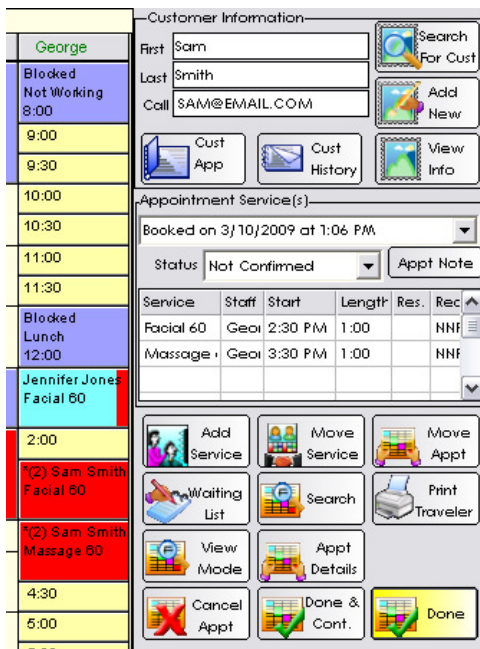 George
Blocked
Not Working
8:00
9:00
9:30
10:00
10:30
11:00
11:30
Blocked
Lunch
12:00
Jennifer Jones
Facial 60
2:00
*(2) Sam Smith
Facial 60
*(2) Sam Smith
Massage 60
4:30
5:00
Customer Information
First Sam
Last Smith
Call SAM@EMAIL.COM
Search
For Cust
Add
New
Cust
App
Cust
History
View
Info
Appointment Service(s)
Booked on 3/10/2009 at 1:06 PM
Status Not Confirmed Appt Note
Service Staff Start Length Res. Rec
Facial 60 Geor 2:30 PM 1:00 NNF
Massage Geor 3:30 PM 1:00 NNF
Add
Service
Move
Service
Move
Appt
Waiting
List
Search
Print
Traveler
View
Mode
Appt
Details
Cancel
Appt
Done &
Cont.
Done